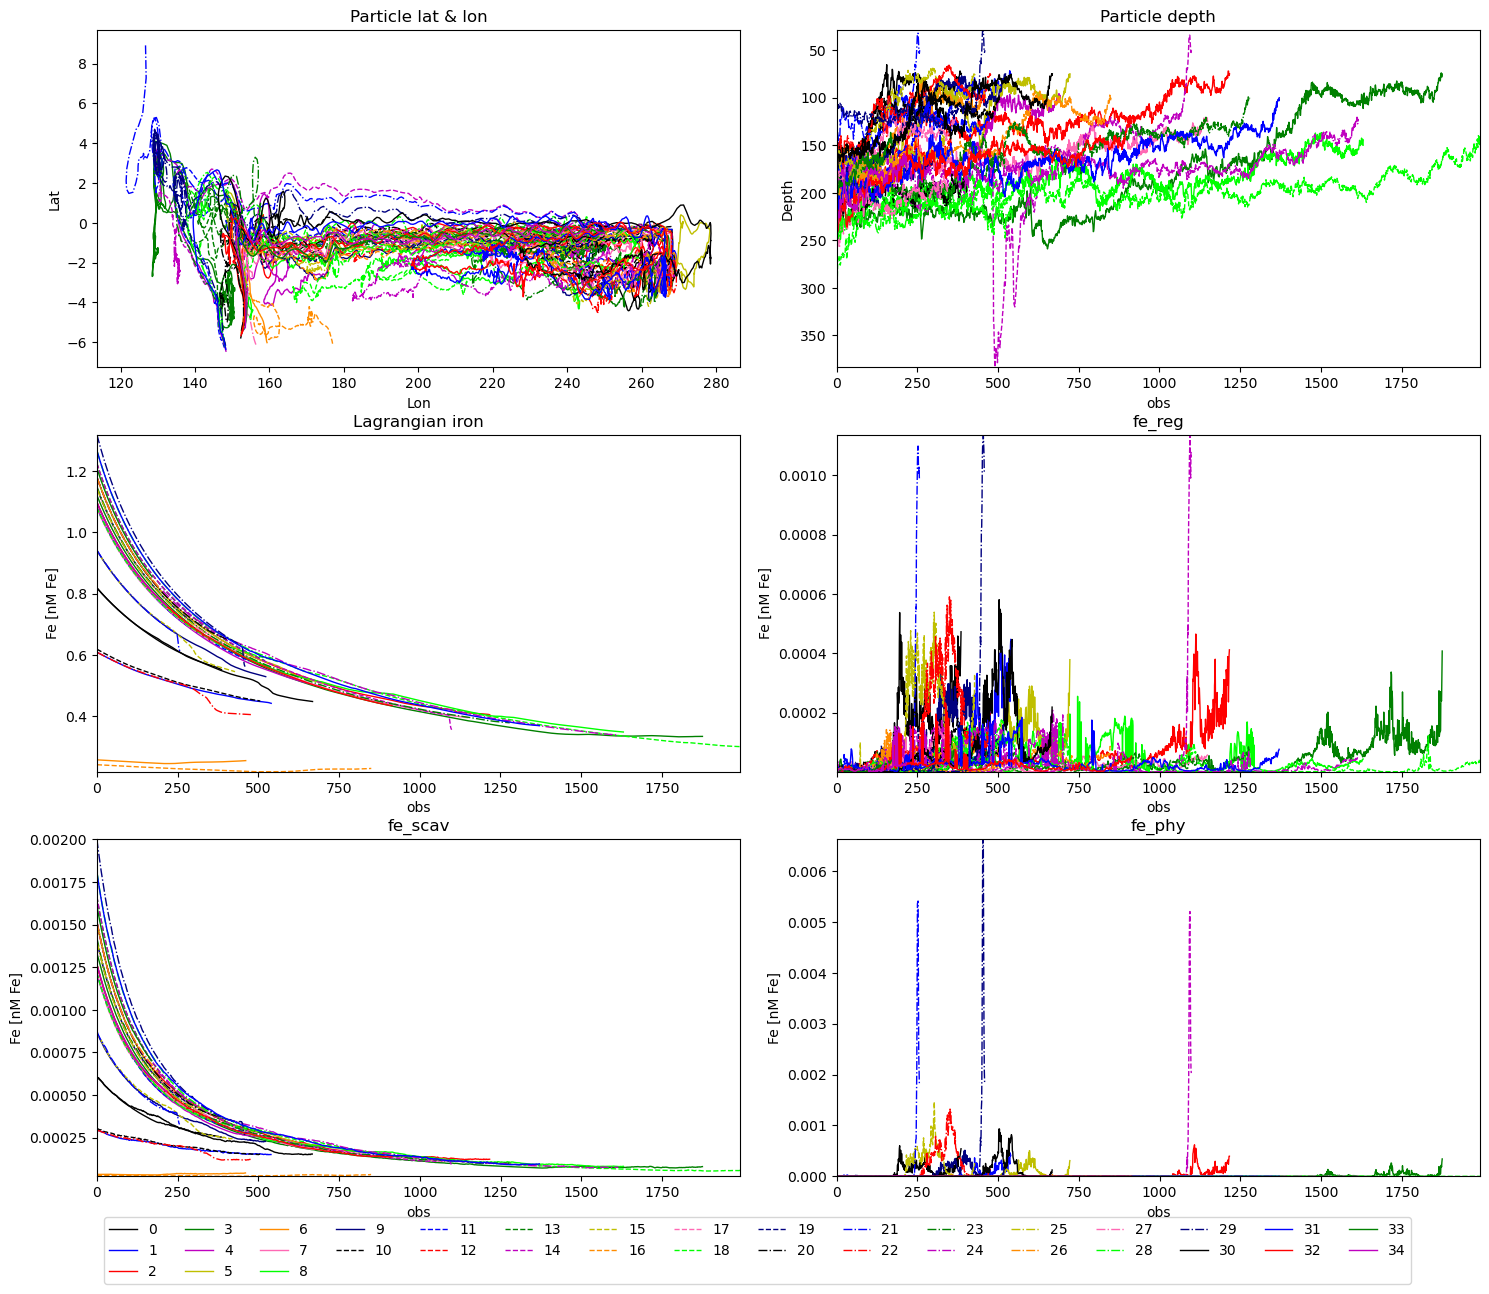 Particle lat & lon
8
6
4
2
0
−2
−4
−6
Lat
120 140 160 180 200 220 240 260 280
Lon
Particle depth
50
100
150
200
250
300
350
Depth
0 250 500 750 1000 1250 1500 1750
obs
Lagrangian iron
1.2
1.0
0.8
0.6
0.4
Fe [nM Fe]
0 250 500 750 1000 1250 1500 1750
obs
fe_reg
0.0010
0.0008
0.0006
0.0004
0.0002
Fe [nM Fe]
0 250 500 750 1000 1250 1500 1750
obs
fe_scav
0.00200
0.00175
0.00150
0.00125
0.00100
0.00075
0.00050
0.00025
Fe [nM Fe]
0 250 500 750 1000 1250 1500 1750
obs
fe_phy
0.006
0.005
0.004
0.003
0.002
0.001
0.000
Fe [nM Fe]
0 250 500 750 1000 1250 1500 1750
obs
0 3 6 9 11 13 15 17 19 21 23 25 27 29 31 33
1 4 7 10 12 14 16 18 20 22 24 26 28 30 32 34
2 5 8